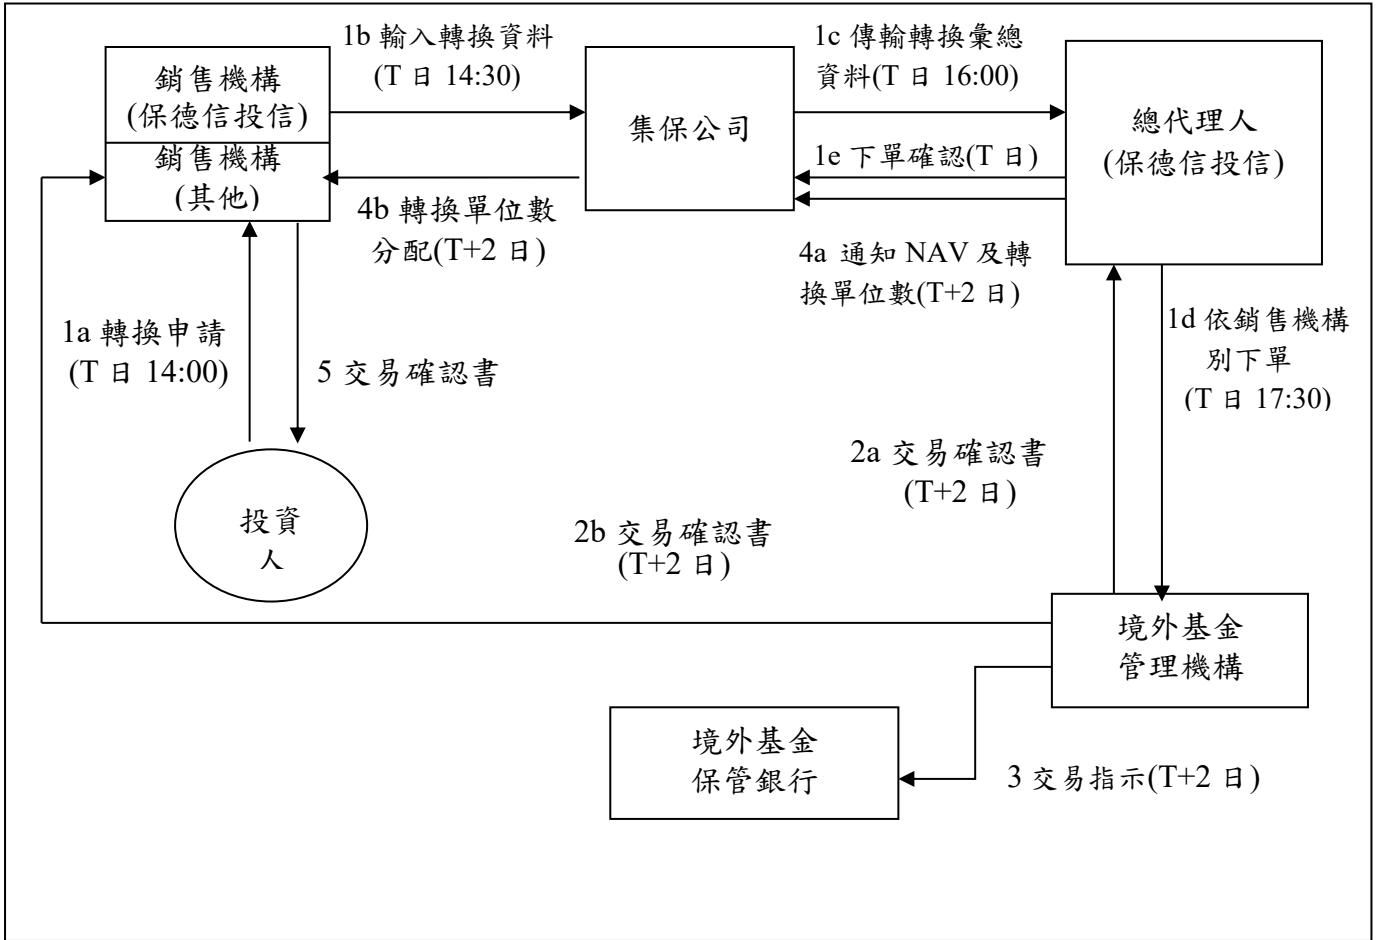 1b 輸入轉換資料
(T 日 14:30)
1c 傳輸轉換彙總
資料(T 日 16:00)
銷售機構
(保德信投信)
銷售機構
(其他)
集保公司
總代理人
(保德信投信)
1e 下單確認(T 日)
4b 轉換單位數
分配(T+2 日)
4a 通知 NAV 及轉
換單位數(T+2 日)
1a 轉換申請
(T 日 14:00)
5 交易確認書
1d 依銷售機構
別下單
(T 日 17:30)
2a 交易確認書
(T+2 日)
投資
人
2b 交易確認書
(T+2 日)
境外基金
管理機構
境外基金
保管銀行
3 交易指示(T+2 日)